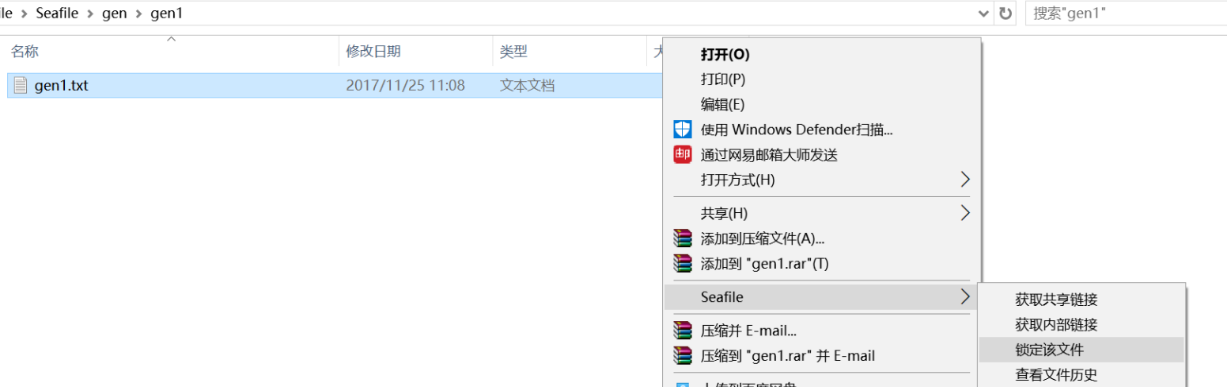 ile > Seafile > gen > gen1
搜索"gen1"
名称
修改日期
类型
gen1.txt
2017/11/25 11:08
文本文档
打开(O)
打印(P)
编辑(E)
使用 Windows Defender扫描...
通过网易邮箱大师发送
打开方式(H)
共享(H)
添加到压缩文件(A)...
添加到 "gen1.rar"(T)
Seafile
获取共享链接
获取内部链接
压缩并 E-mail...
锁定该文件
压缩到 "gen1.rar" 并 E-mail
查看文件历史